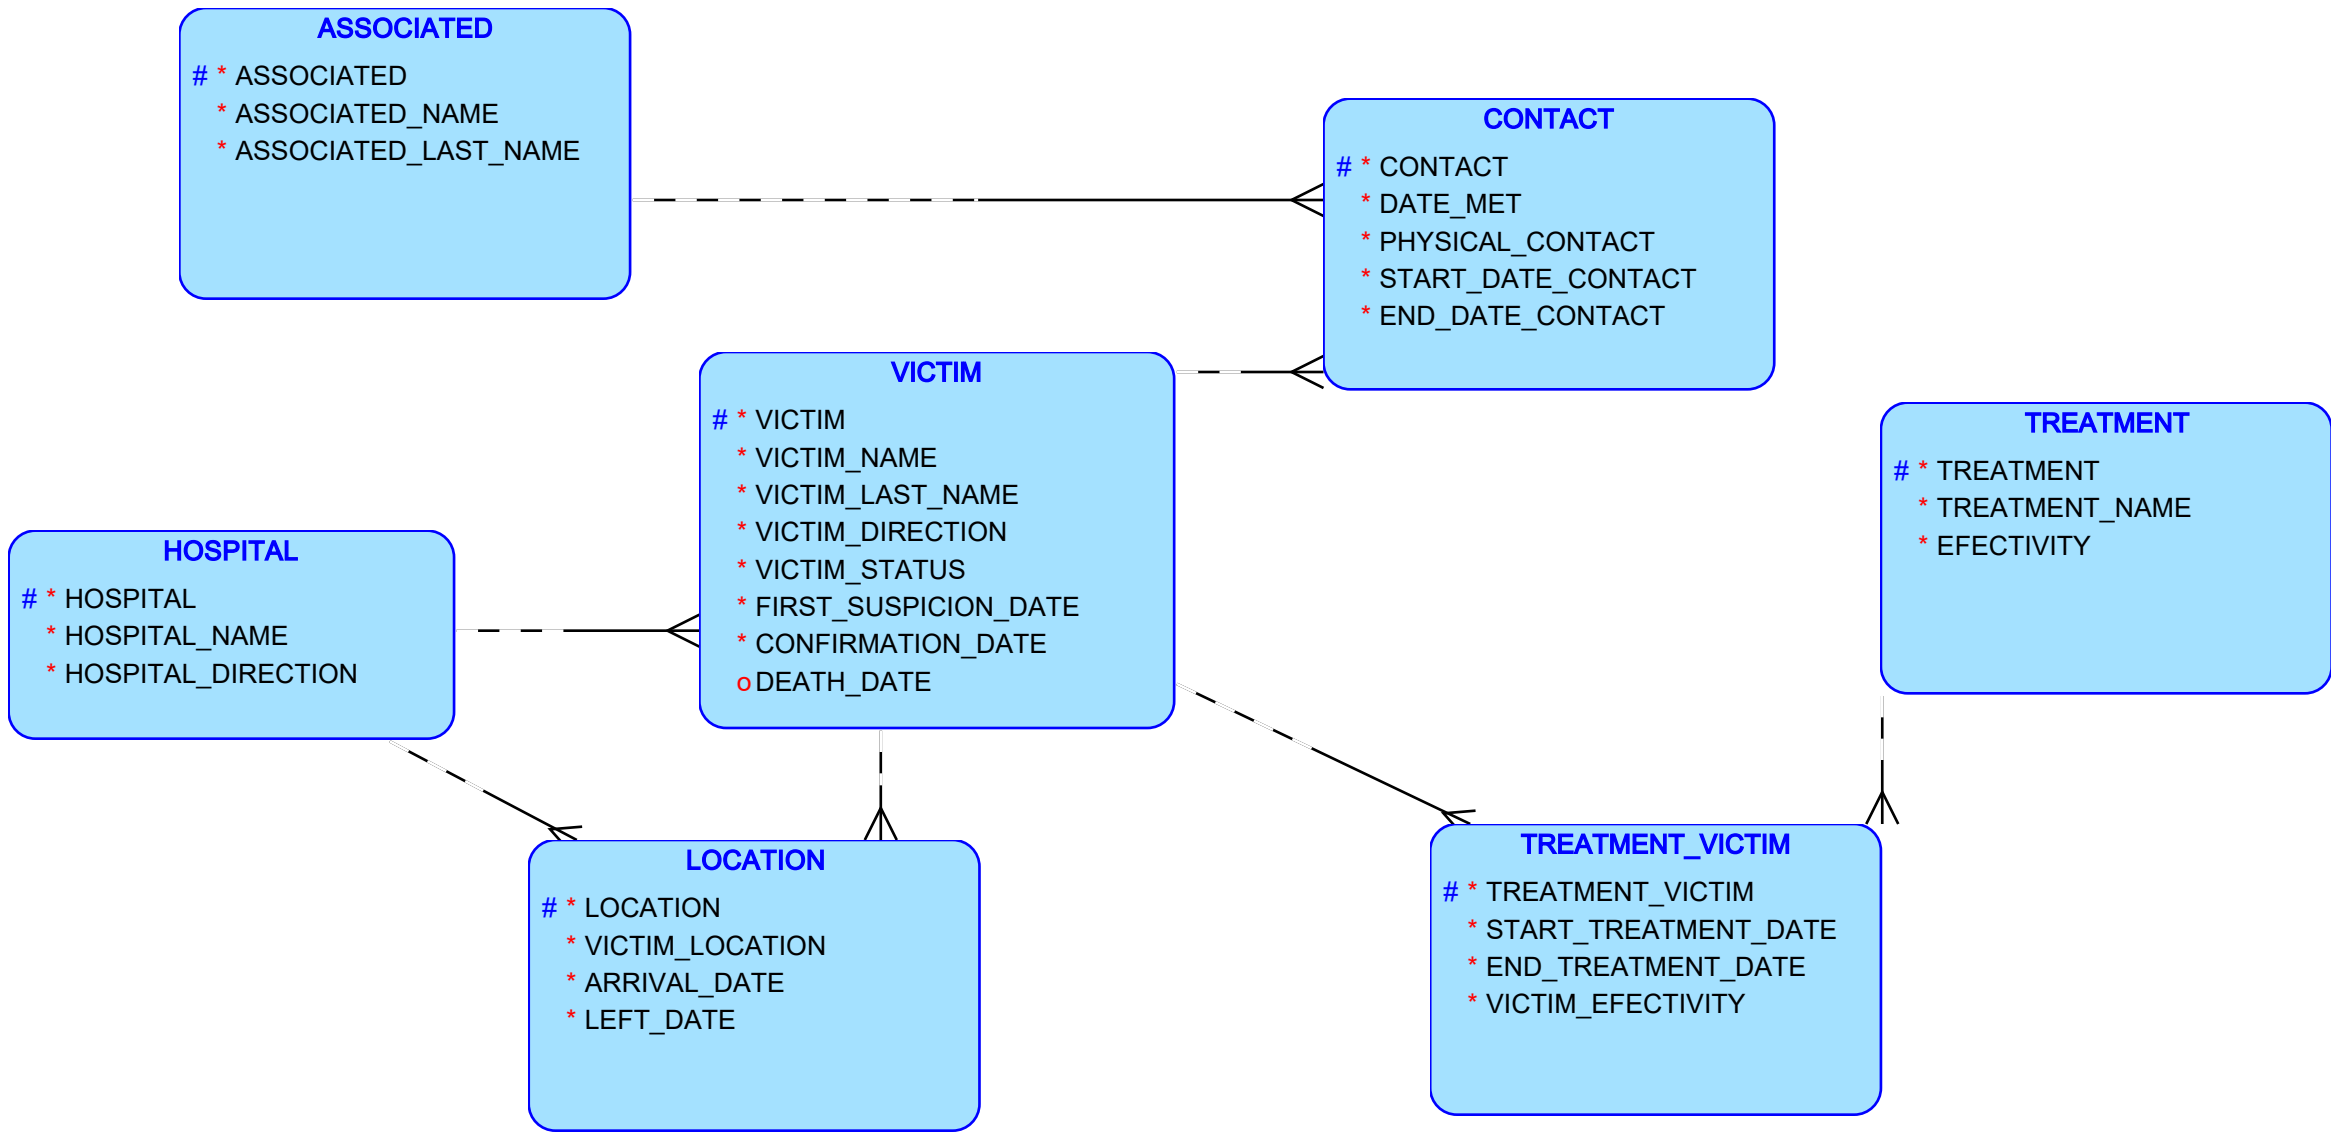 ASSOCIATED
# * ASSOCIATED
* ASSOCIATED_NAME
* ASSOCIATED_LAST_NAME
CONTACT
# * CONTACT
* DATE_MET
* PHYSICAL_CONTACT
* START_DATE_CONTACT
* END_DATE_CONTACT
VICTIM
# * VICTIM
* VICTIM_NAME
* VICTIM_LAST_NAME
* VICTIM_DIRECTION
* VICTIM_STATUS
* FIRST_SUSPICION_DATE
* CONFIRMATION_DATE
o DEATH_DATE
TREATMENT
# * TREATMENT
* TREATMENT_NAME
* EFECTIVITY
HOSPITAL
# * HOSPITAL
* HOSPITAL_NAME
* HOSPITAL_DIRECTION
LOCATION
# * LOCATION
* VICTIM_LOCATION
* ARRIVAL_DATE
* LEFT_DATE
TREATMENT_VICTIM
# * TREATMENT_VICTIM
* START_TREATMENT_DATE
* END_TREATMENT_DATE
* VICTIM_EFECTIVITY